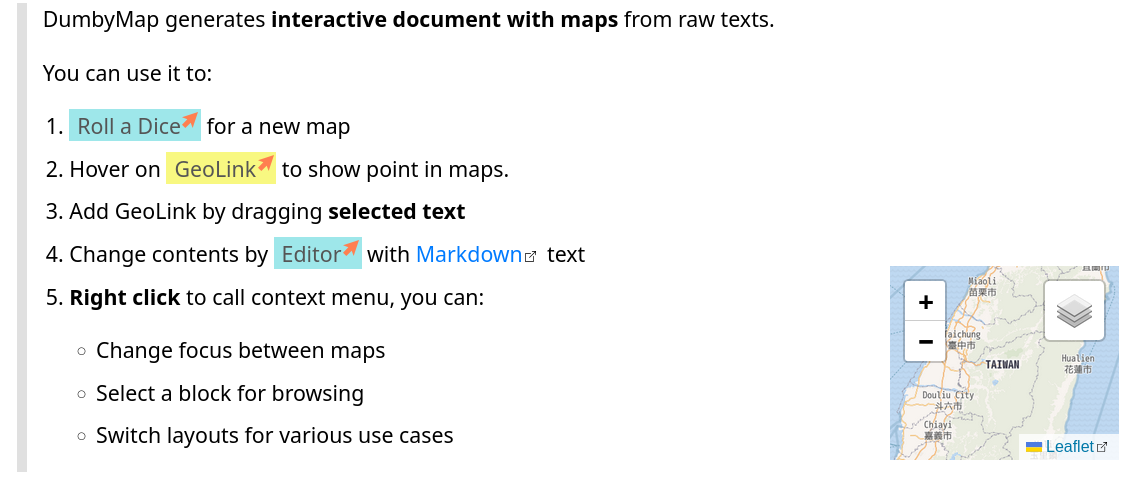 DumbyMap generates interactive document with maps from raw texts.
You can use it to:
1. Roll a Dice for a new map
2. Hover on GeoLink to show point in maps.
3. Add GeoLink by dragging selected text
4. Change contents by Editor with Markdown text
5. Right click to call context menu, you can:
Change focus between maps
Select a block for browsing
Switch layouts for various use cases
宜蘭市
Miaoli
苗栗市
+
−
Taichung
臺中市
TAIWAN
Hualien
花蓮市
Douliu City
斗六市
Chiayi
嘉義市
Leaflet